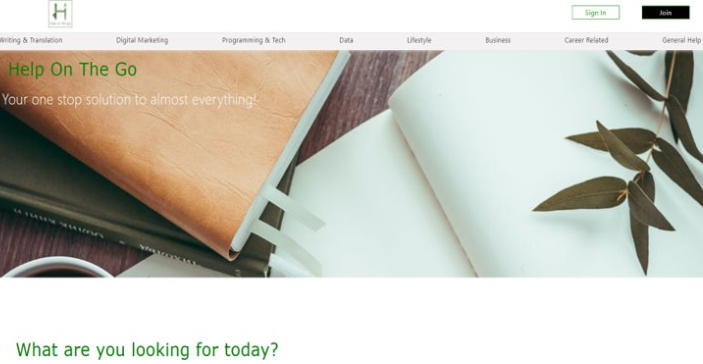 Sign In
Join
Writing & Translation
Digital Marketing
Programming & Tech
Data
Lifestyle
Business
Career Related
General Help
Help On The Go
Your one stop solution to almost everything!
What are you looking for today?